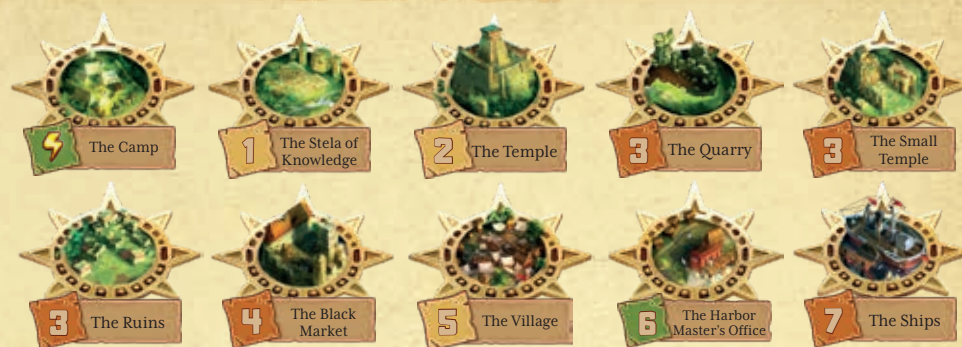 The Camp
1 The Stela of
Knowledge
2 The Temple
3 The Quarry
3 The Small
Temple
3 The Ruins
4 The Black
Market
5 The Village
6 The Harbor
Master's Office
7 The Ships